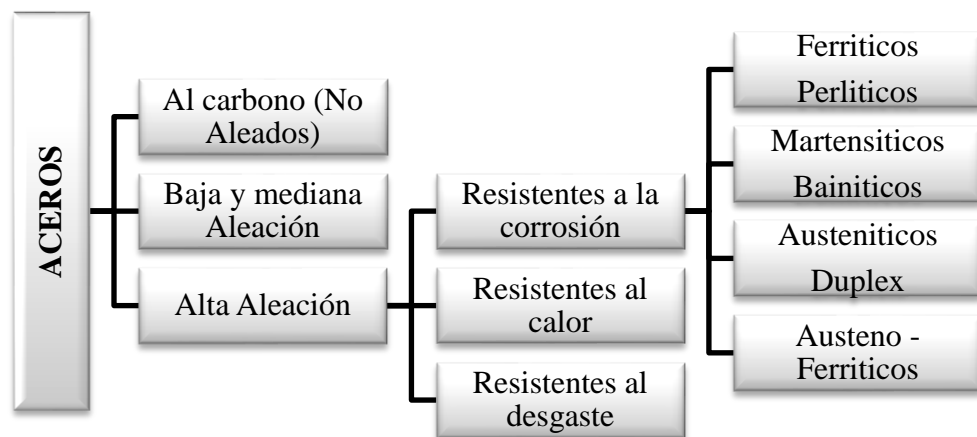 ACEROS
Al carbono (No
Aleados)
Baja y mediana
Aleación
Alta Aleación
Resistentes a la
corrosión
Resistentes al
calor
Resistentes al
desgaste
Ferriticos
Perliticos
Martensiticos
Bainiticos
Austeniticos
Duplex
Austeno -
Ferriticos